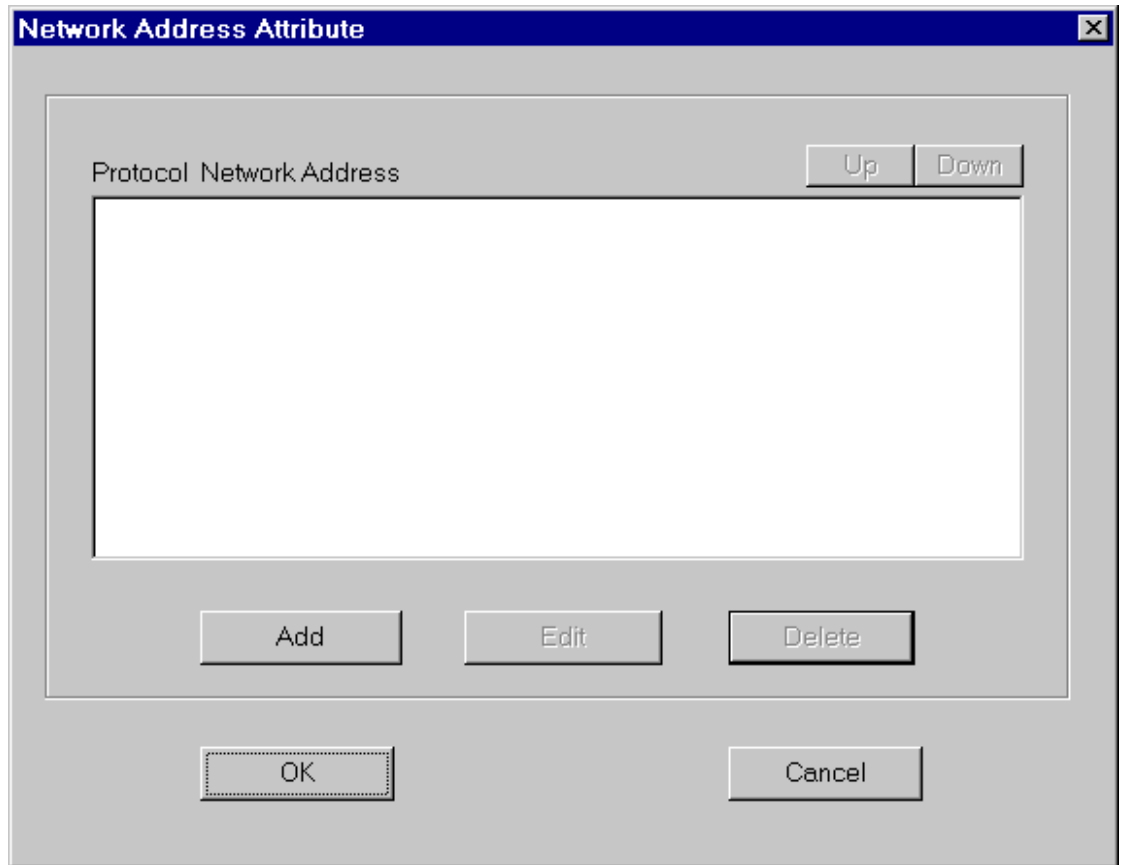 Network Address Attribute
Up Down
Protocol Network Address
Add Edit Delete
OK Cancel